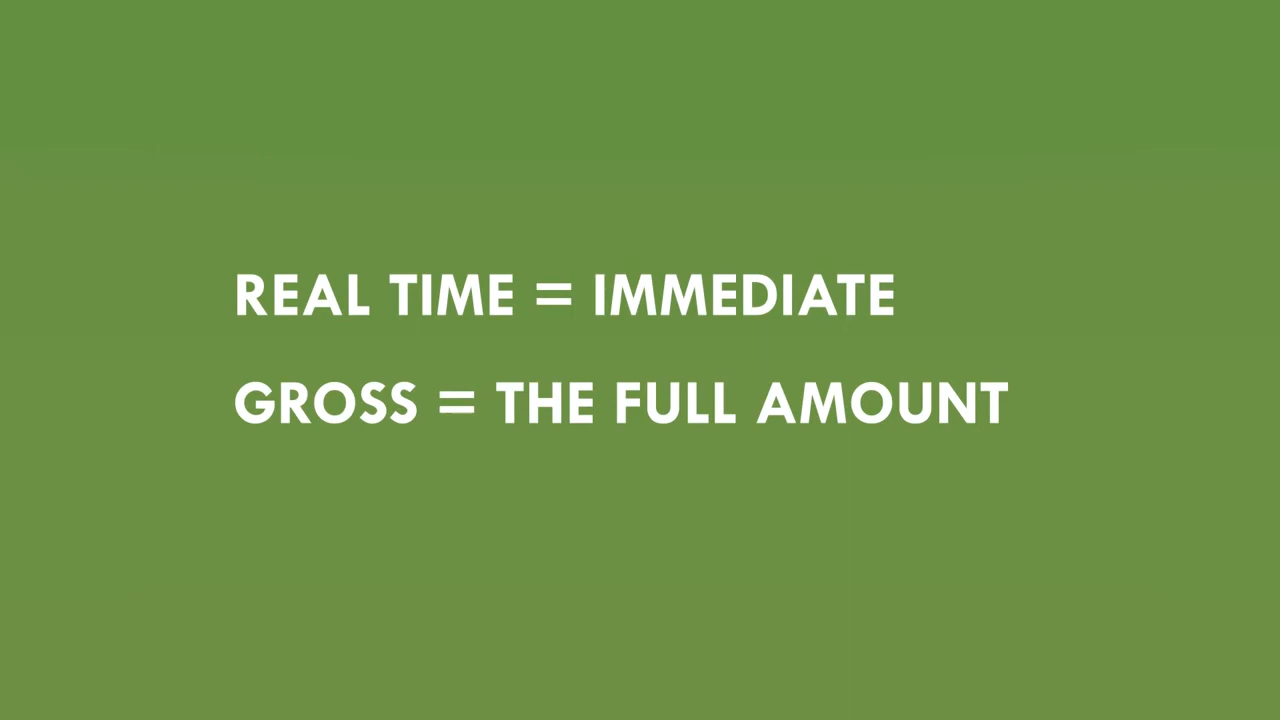 REAL TIME = IMMEDIATE
GROSS = THE FULL AMOUNT